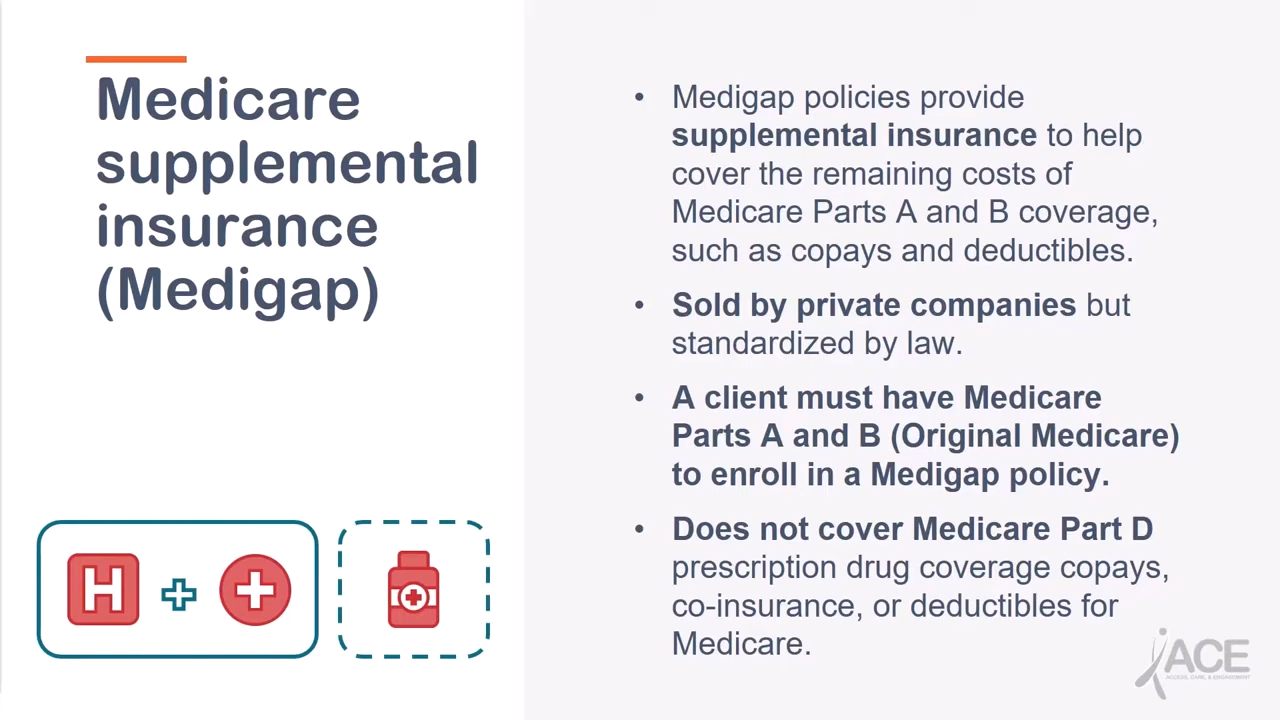 Medicare
supplemental
insurance
(Medigap)
• Medigap policies provide
supplemental insurance to help
cover the remaining costs of
Medicare Parts A and B coverage,
such as copays and deductibles.
• Sold by private companies but
standardized by law.
• A client must have Medicare
Parts A and B (Original Medicare)
to enroll in a Medigap policy.
• Does not cover Medicare Part D
prescription drug coverage copays,
co-insurance, or deductibles for
Medicare.
H
ACE
ACCESS, CARE, & ENGAGEMENT